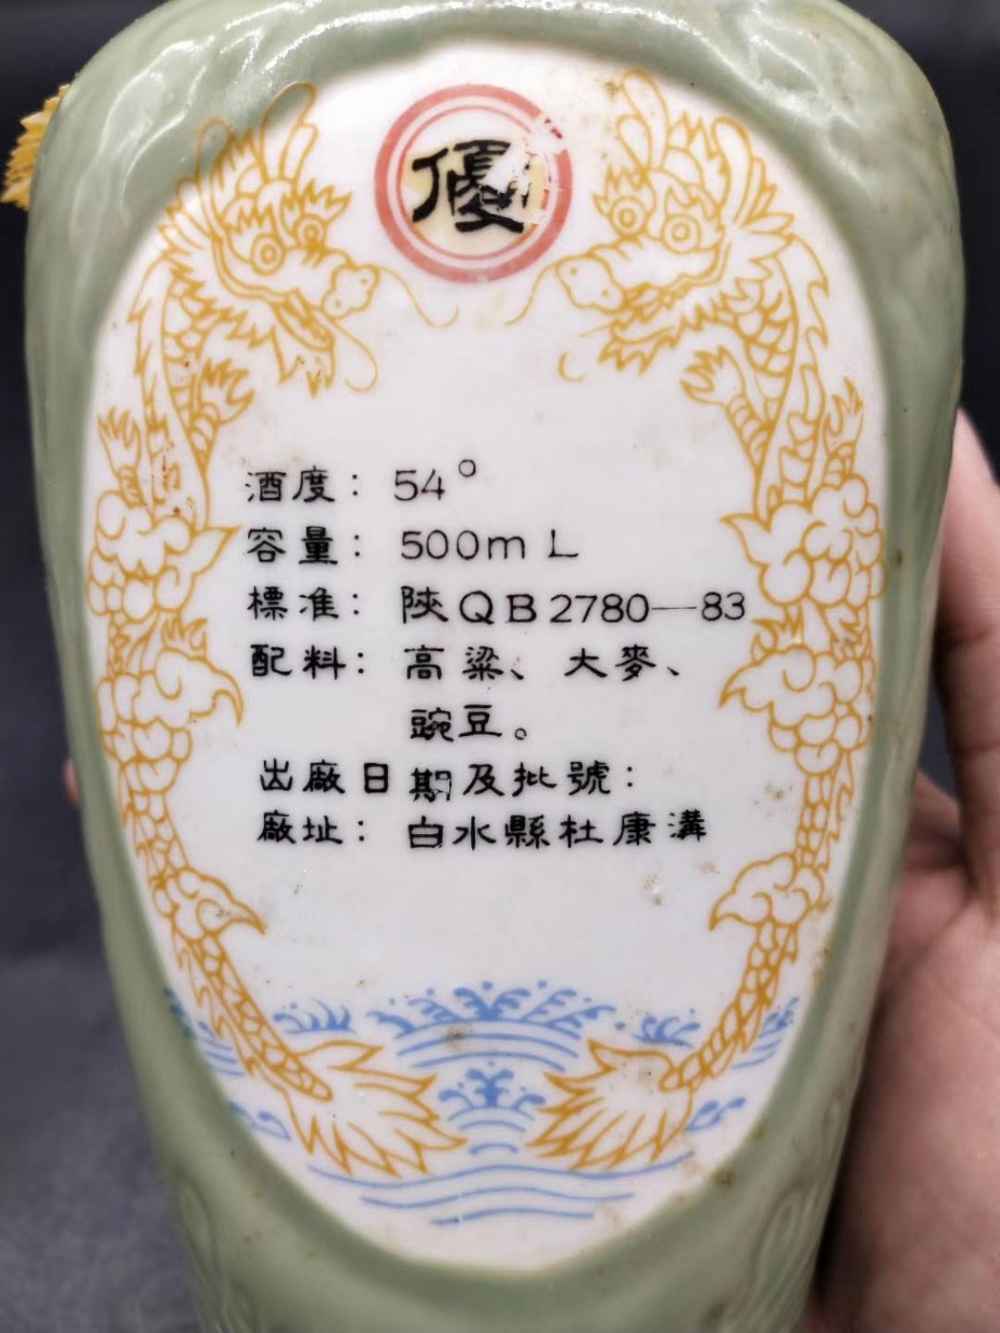 優
酒度：54°
容量：500mL
標准：陝QB2780—83
配料：高粱、大麥、
豌豆。
出廠日期及批號：
廠址：白水縣杜康溝